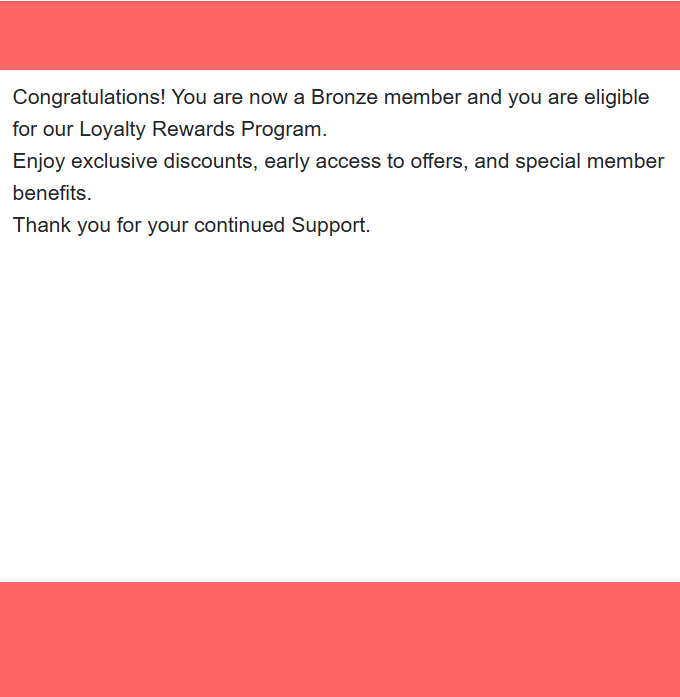 Congratulations! You are now a Bronze member and you are eligible
for our Loyalty Rewards Program.
Enjoy exclusive discounts, early access to offers, and special member
benefits.
Thank you for your continued Support.